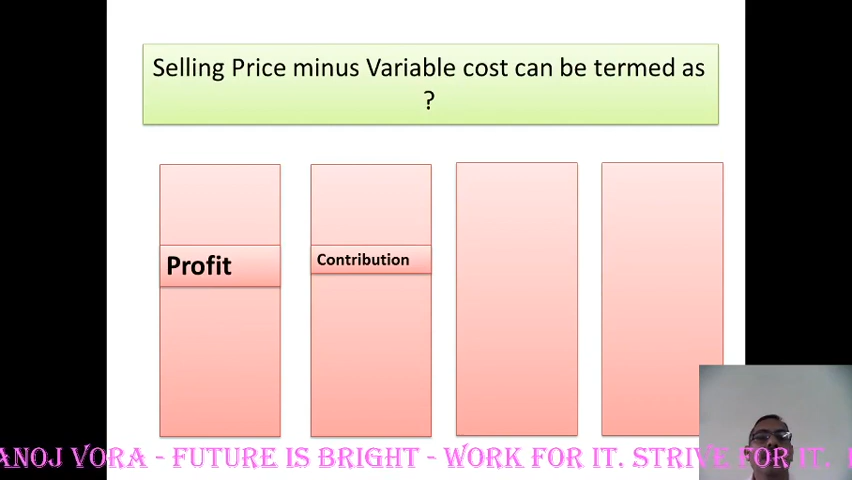 Selling Price minus Variable cost can be termed as
?
Profit
Contribution
ANOJ VORA - FUTURE IS BRIGHT - WORK FOR IT. STRIVE FOR IT.